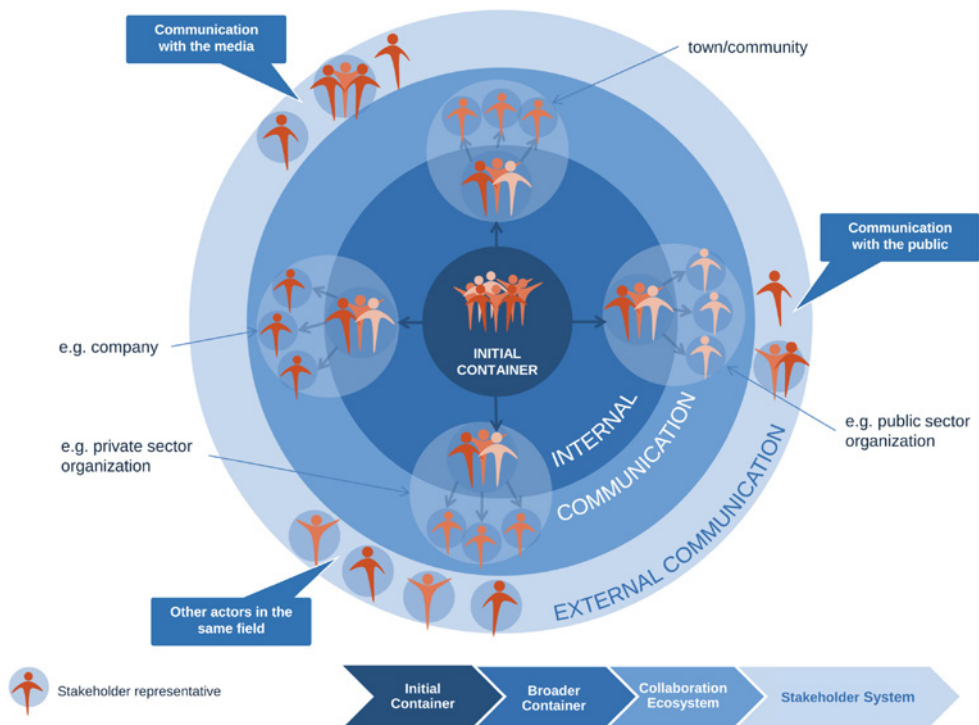 Communication
with the media
town/community
Communication
with the public
e.g. company
INITIAL
CONTAINER
e.g. private sector
organization
INTERNAL
COMMUNICATION
e.g. public sector
organization
EXTERNAL COMMUNICATION
Other actors in the
same field
Stakeholder representative
Initial
Container
Broader
Container
Collaboration
Ecosystem
Stakeholder System